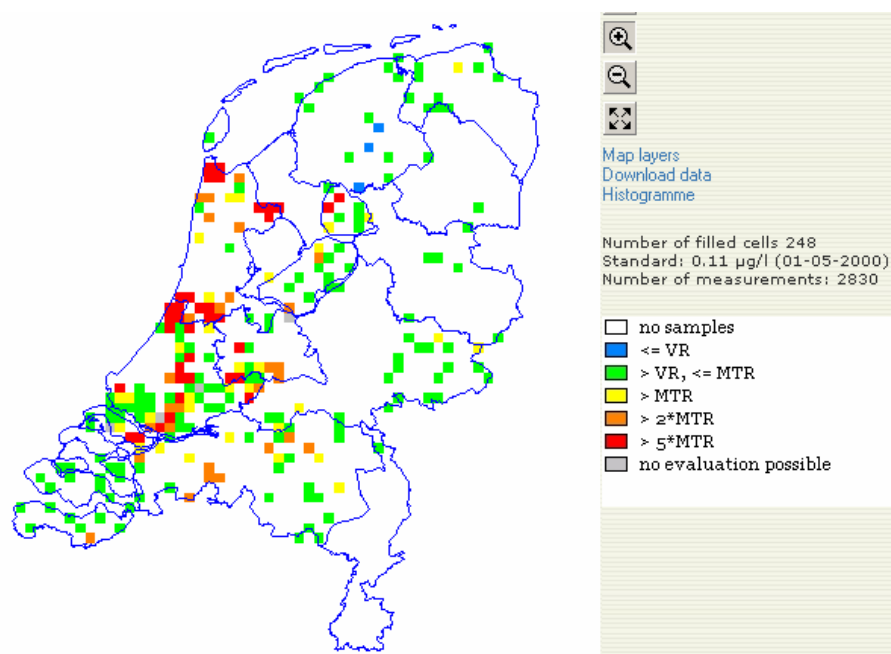 Map layers
Download data
Histogramme
Number of filled cells 248
Standard: 0.11 µg/l (01-05-2000)
Number of measurements: 2830
no samples
<= VR
> VR, <= MTR
> MTR
> 2*MTR
> 5*MTR
no evaluation possible